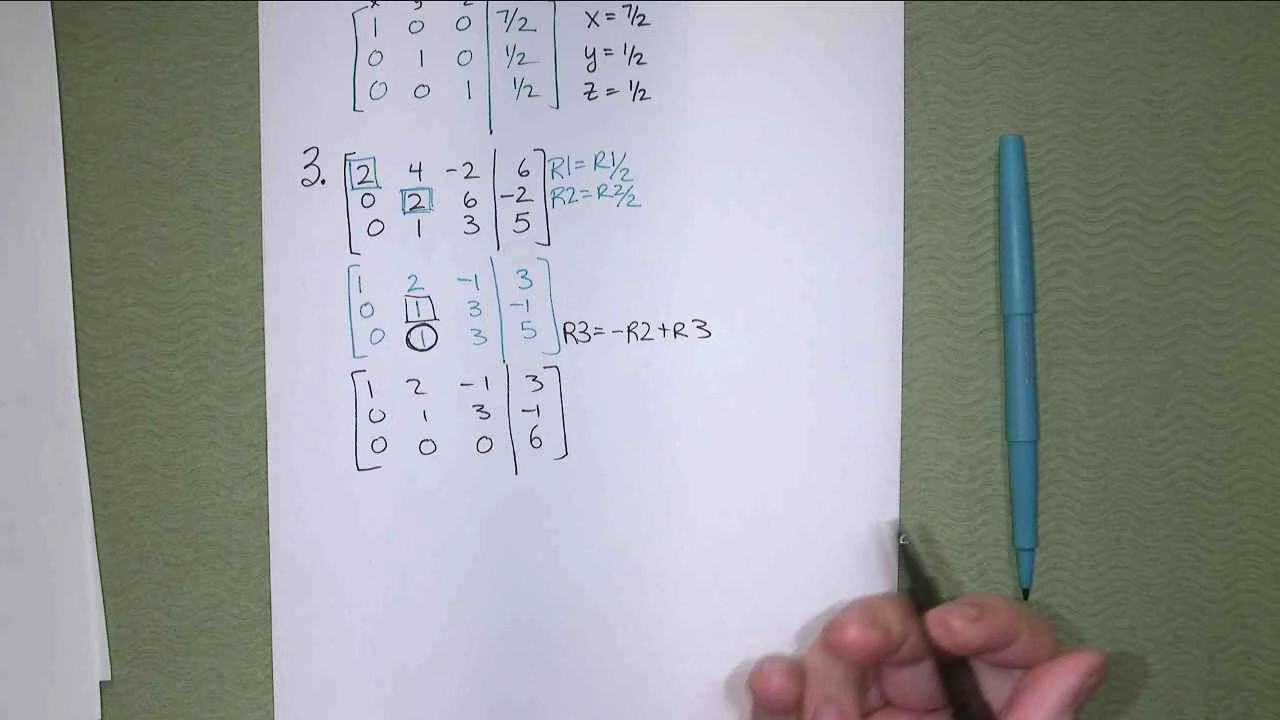 1 0 0 | 7/2 x = 7/2
0 1 0 | 1/2 y = 1/2
0 0 1 | 1/2 z = 1/2
3. 2 4 -2 | 6 R1 = R1/2
0 2 6 | -2 R2 = R2/2
0 1 3 | 5
1 2 -1 | 3
0 1 3 | -1
0 1 3 | 5 R3 = -R2 + R3
1 2 -1 | 3
0 1 3 | -1
0 0 0 | 6